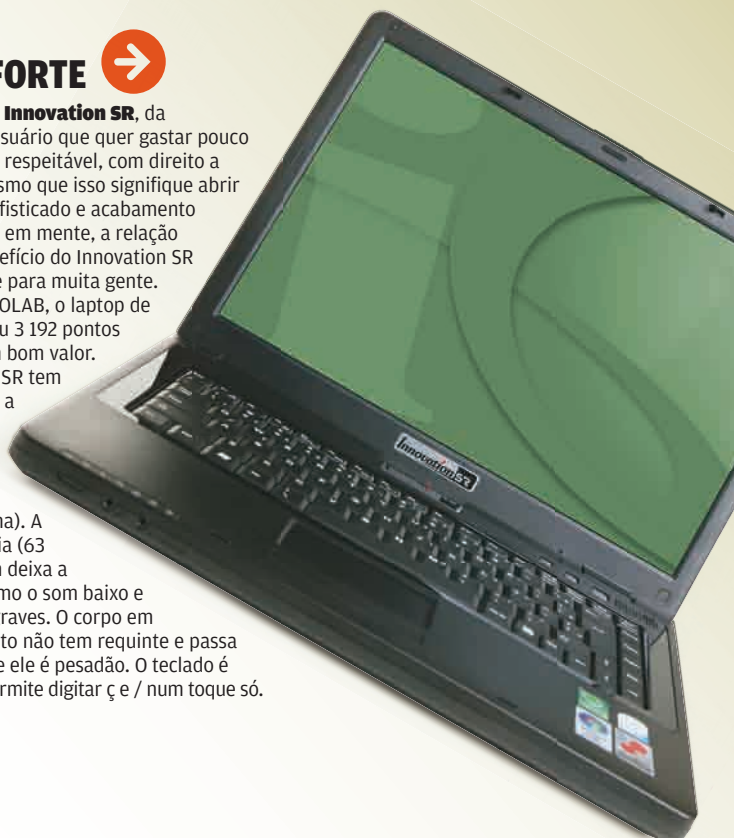 FORTE
Innovation SR, da
suário que quer gastar pouco
respeitável, com direito a
smo que isso signifique abrir
fisticado e acabamento
em mente, a relação
efício do Innovation SR
e para muita gente.
OLAB, o laptop de
u 3 192 pontos
bom valor.
SR tem
a
na). A
ia (63
deixa a
mo o som baixo e
raves. O corpo em
to não tem requinte e passa
e ele é pesadão. O teclado é
rmite digitar ç e / num toque só.
InnovationSR